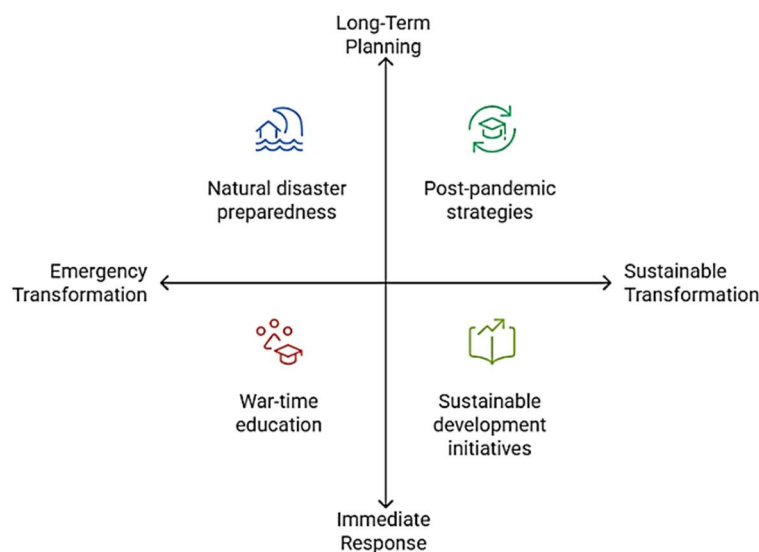 Long-Term
Planning
Natural disaster
preparedness
Post-pandemic
strategies
Emergency
Transformation
Sustainable
Transformation
War-time
education
Sustainable
development
initiatives
Immediate
Response